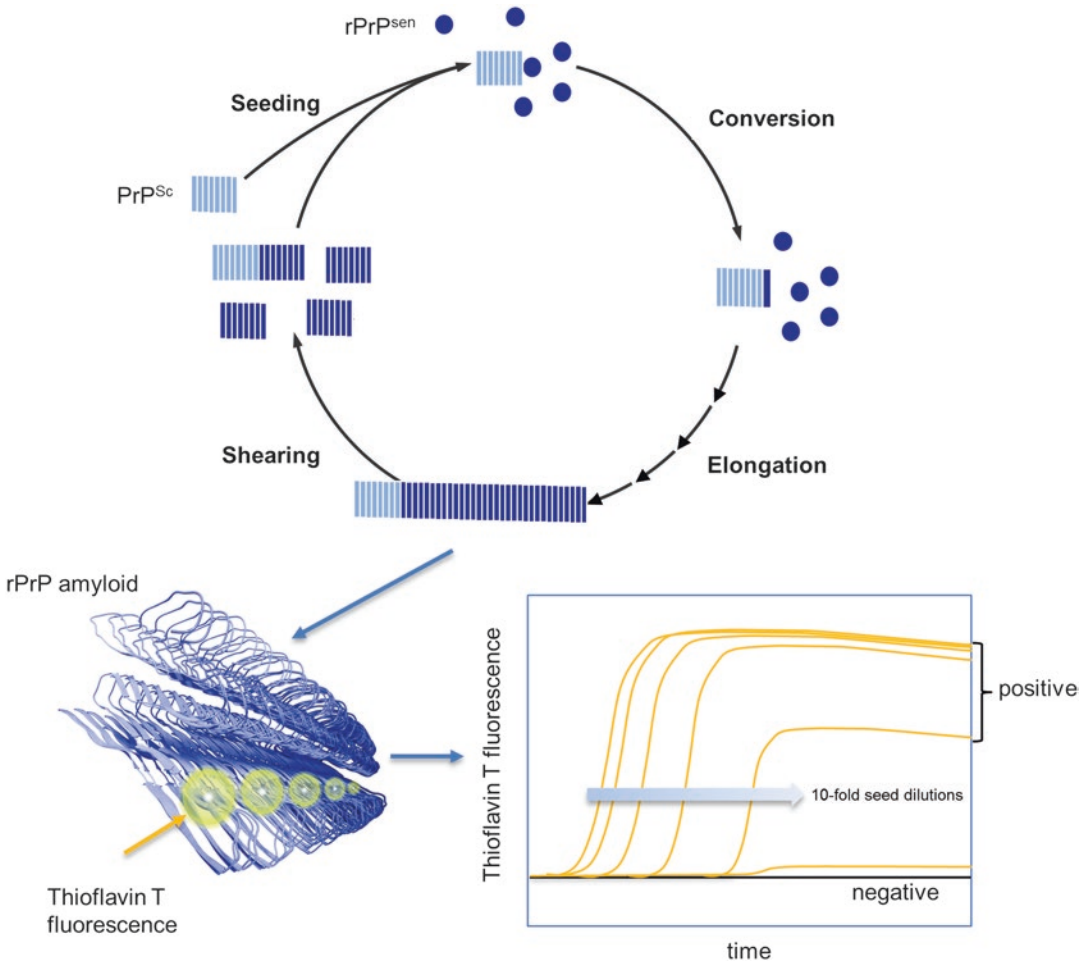 rPrPsen
Seeding
Conversion
PrPSc
Shearing
Elongation
rPrP amyloid
Thioflavin T
fluorescence
Thioflavin T fluorescence
positive
10-fold seed dilutions
negative
time